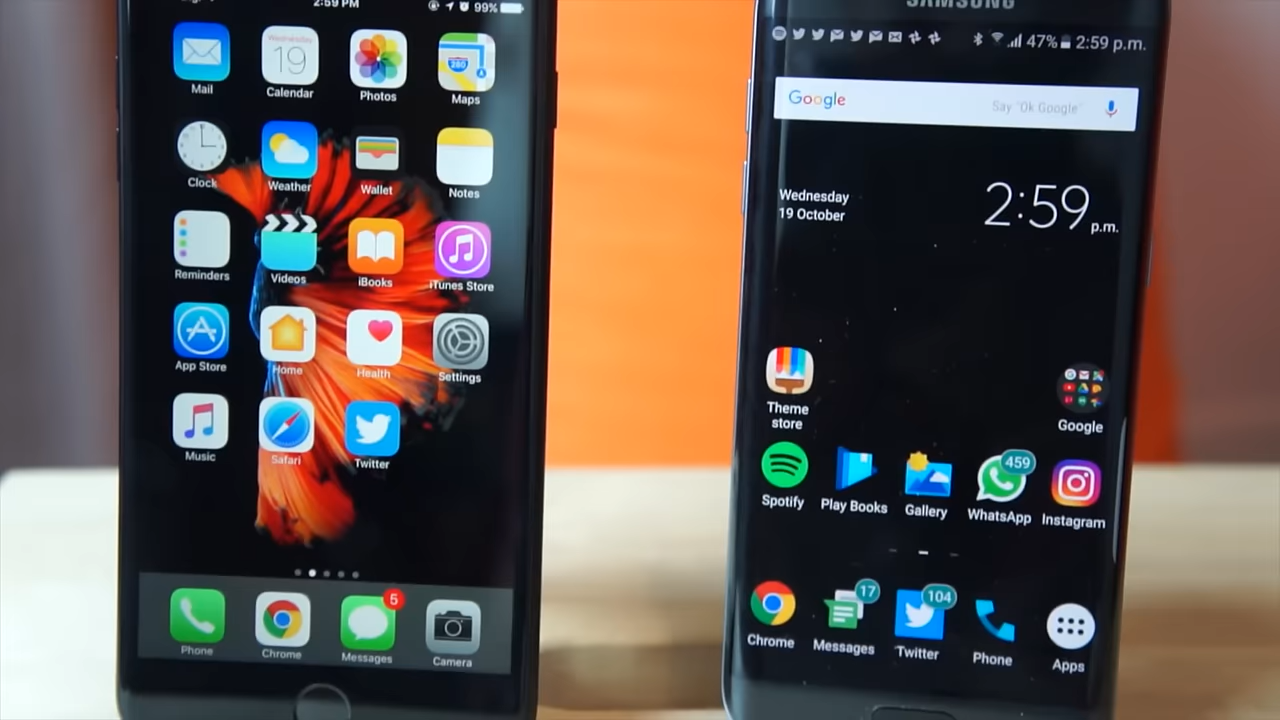 2:59 PM
99%
Mail
Wednesday
19
Calendar
Photos
280
Maps
Clock
Weather
Wallet
Notes
Reminders
Videos
iBooks
iTunes Store
App Store
Home
Health
Settings
Music
Safari
Twitter
5
Phone
Chrome
Messages
Camera
SAMSUNG
47% 2:59 p.m.
Google
Say "Ok Google"
Wednesday
19 October
2:59 p.m.
Theme
store
Google
459
Spotify
Play Books
Gallery
WhatsApp
Instagram
17
104
Chrome
Messages
Twitter
Phone
Apps